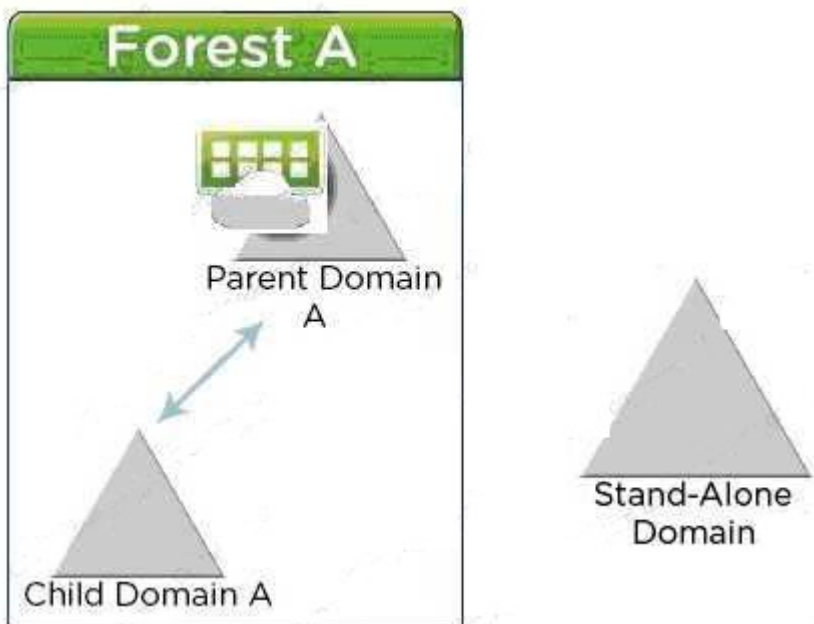 Forest A
Parent Domain
A
Child Domain A
Stand-Alone
Domain